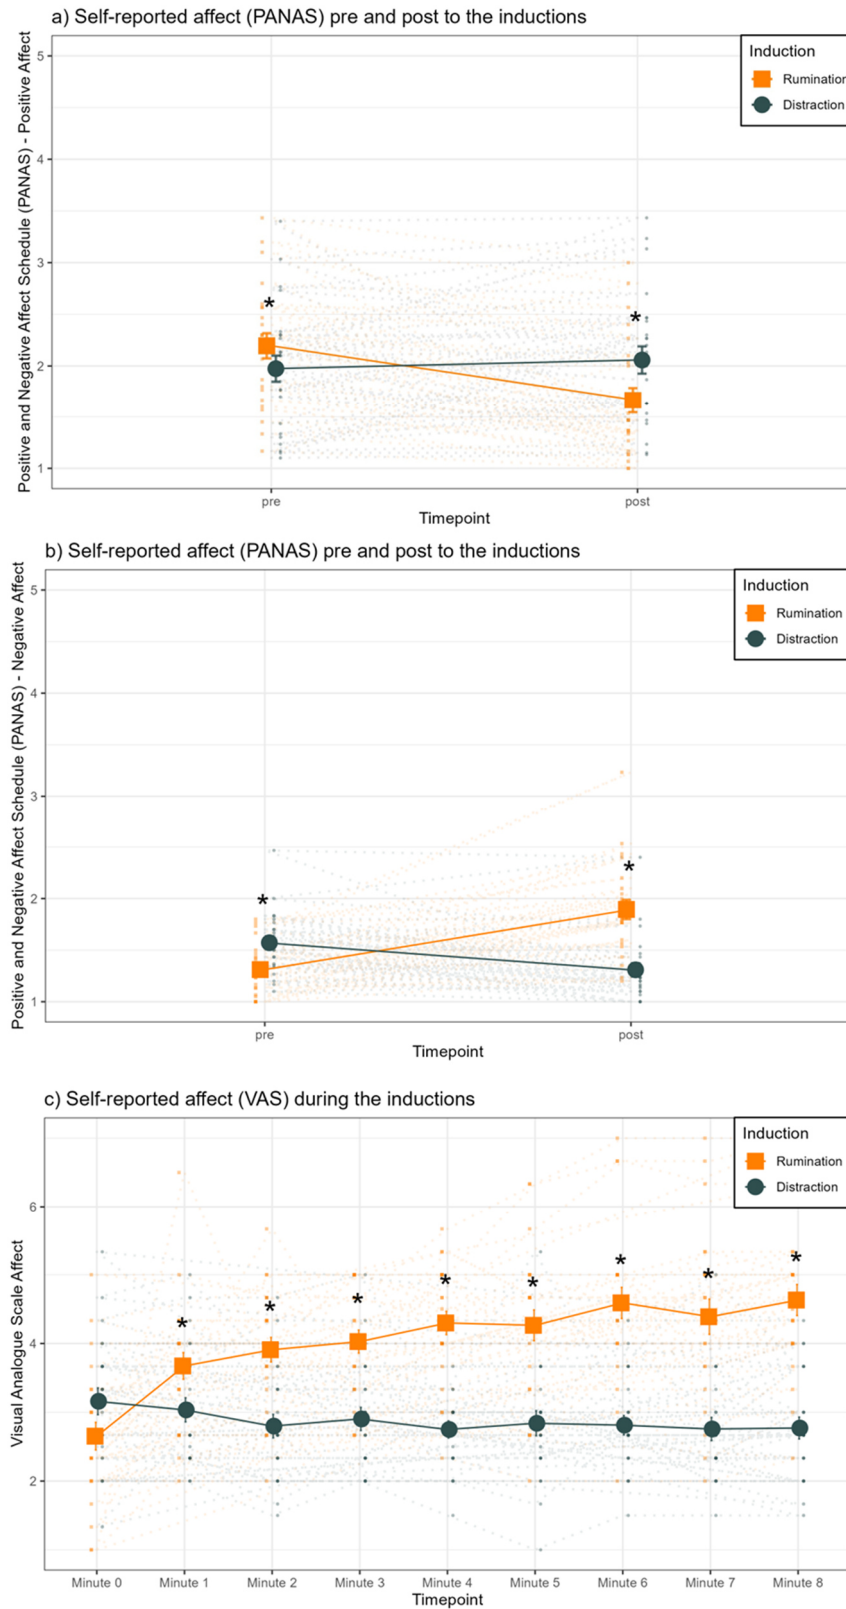 a) Self-reported affect (PANAS) pre and post to the inductions
Positive and Negative Affect Schedule (PANAS) - Positive Affect
5
4
3
2
1
*
*
Induction
Rumination
Distraction
pre
post
Timepoint
b) Self-reported affect (PANAS) pre and post to the inductions
Positive and Negative Affect Schedule (PANAS) - Negative Affect
5
4
3
2
1
*
*
Induction
Rumination
Distraction
pre
post
Timepoint
c) Self-reported affect (VAS) during the inductions
Visual Analogue Scale Affect
6
4
2
*
*
*
*
*
*
*
*
Induction
Rumination
Distraction
Minute 0
Minute 1
Minute 2
Minute 3
Minute 4
Minute 5
Minute 6
Minute 7
Minute 8
Timepoint